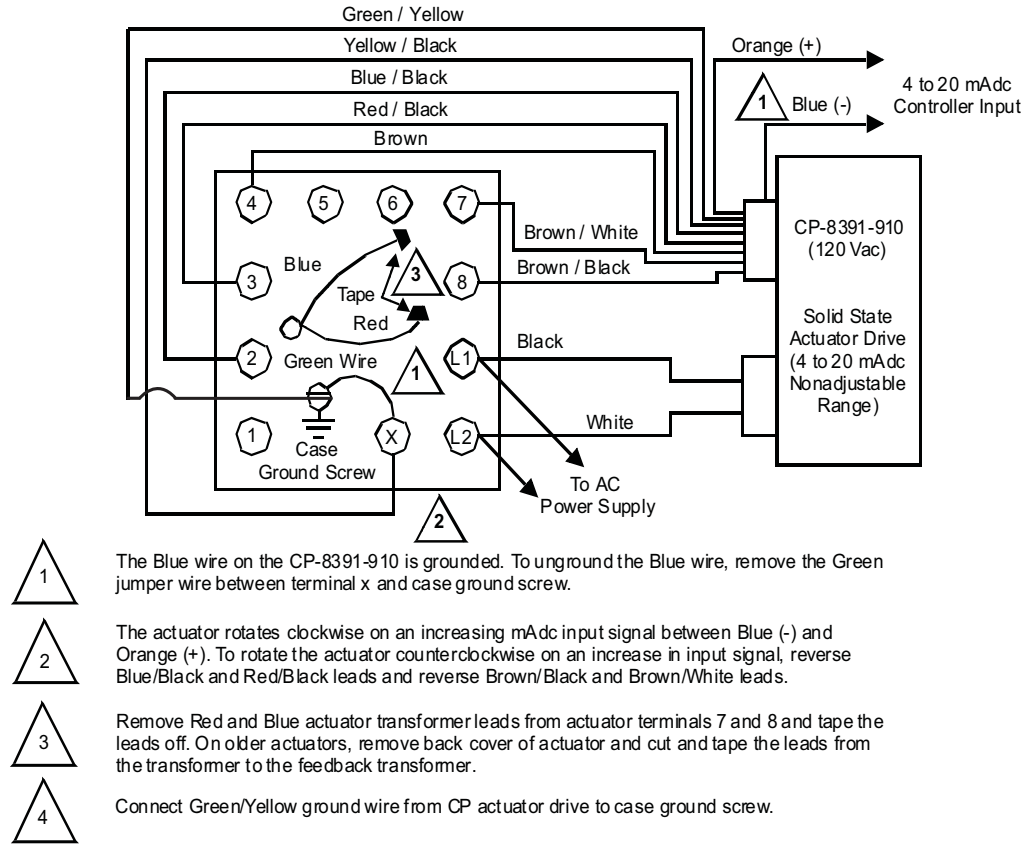 Green / Yellow
Yellow / Black
Orange (+)
Blue / Black
4 to 20 mAdc
Controller Input
1
Blue (-)
Red / Black
Brown
4
5
6
7
CP-8391-910
(120 Vac)
Brown / White
Blue
3
Brown / Black
3
8
Tape
Red
Solid State
Actuator Drive
(4 to 20 mAdc
Nonadjustable
Range)
Black
2
Green Wire
1
L1
White
1
Case
Ground Screw
X
L2
To AC
Power Supply
2
1
The Blue wire on the CP-8391-910 is grounded. To unground the Blue wire, remove the Green
jumper wire between terminal x and case ground screw.
2
The actuator rotates clockwise on an increasing mAdc input signal between Blue (-) and
Orange (+). To rotate the actuator counterclockwise on an increase in input signal, reverse
Blue/Black and Red/Black leads and reverse Brown/Black and Brown/White leads.
3
Remove Red and Blue actuator transformer leads from actuator terminals 7 and 8 and tape the
leads off. On older actuators, remove back cover of actuator and cut and tape the leads from
the transformer to the feedback transformer.
4
Connect Green/Yellow ground wire from CP actuator drive to case ground screw.